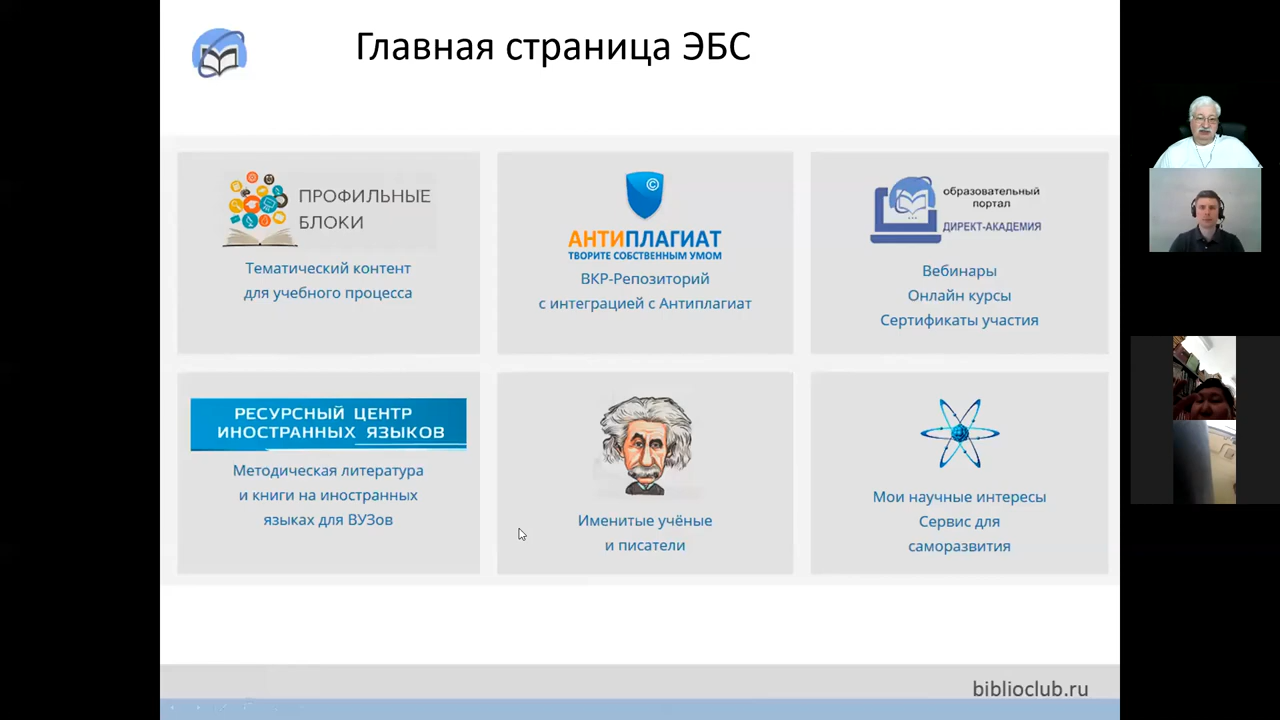 Главная страница ЭБС
ПРОФИЛЬНЫЕ
БЛОКИ
Тематический контент
для учебного процесса
©
АНТИПЛАГИАТ
ТВОРИТЕ СОБСТВЕННЫМ УМОМ
ВКР-Репозиторий
с интеграцией с Антиплагиат
образовательный
портал
ДИРЕКТ-АКАДЕМИЯ
Вебинары
Онлайн курсы
Сертификаты участия
РЕСУРСНЫЙ ЦЕНТР
ИНОСТРАННЫХ ЯЗЫКОВ
Методическая литература
и книги на иностранных
языках для ВУЗов
Именитые учёные
и писатели
Мои научные интересы
Сервис для
саморазвития
biblioclub.ru